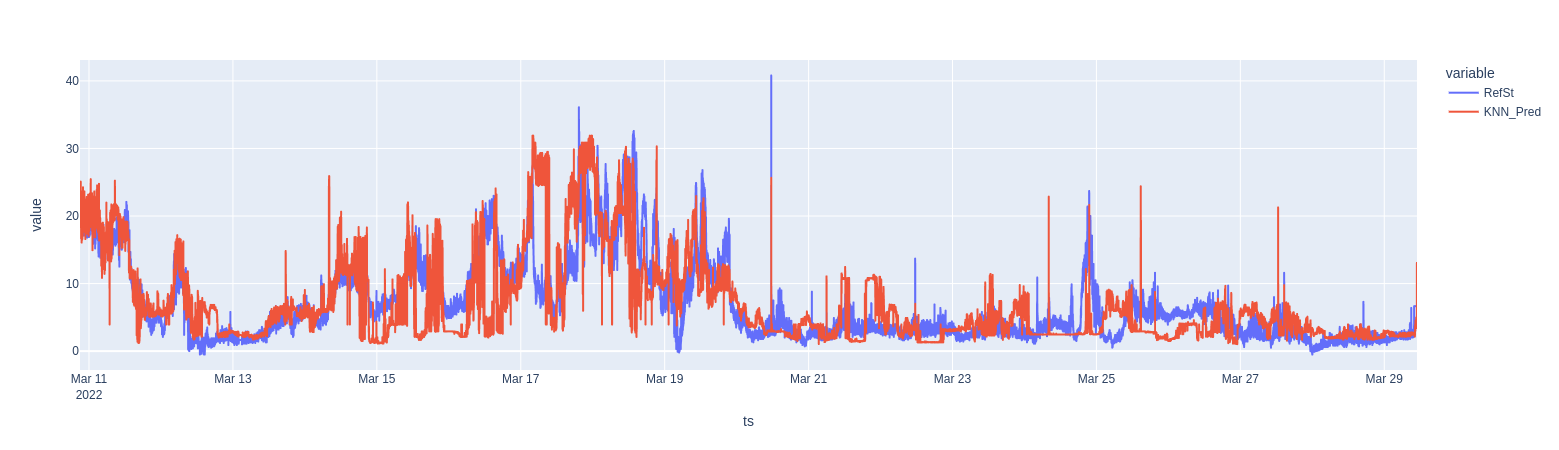 variable
RefSt
KNN_Pred
value
40
30
20
10
0
Mar 11
2022
Mar 13
Mar 15
Mar 17
Mar 19
Mar 21
Mar 23
Mar 25
Mar 27
Mar 29
ts